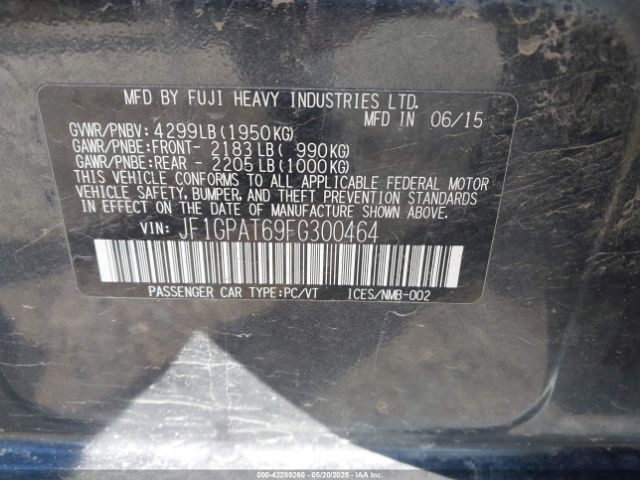 MFD BY FUJI HEAVY INDUSTRIES LTD.
MFD IN 06/15
GVWR/PNBV: 4299LB(1950KG)
GAWR/PNBE:FRONT- 2183LB( 990KG)
GAWR/PNBE:REAR - 2205LB(1000KG)
THIS VEHICLE CONFORMS TO ALL APPLICABLE FEDERAL MOTOR
VEHICLE SAFETY, BUMPER, AND THEFT PREVENTION STANDARDS
IN EFFECT ON THE DATE OF MANUFACTURE SHOWN ABOVE.
VIN: JF1GPAT69FG300464
PASSENGER CAR TYPE:PC/VT ICES/NMB-002
000-42289260 - 05/20/2025 - IAA Inc.